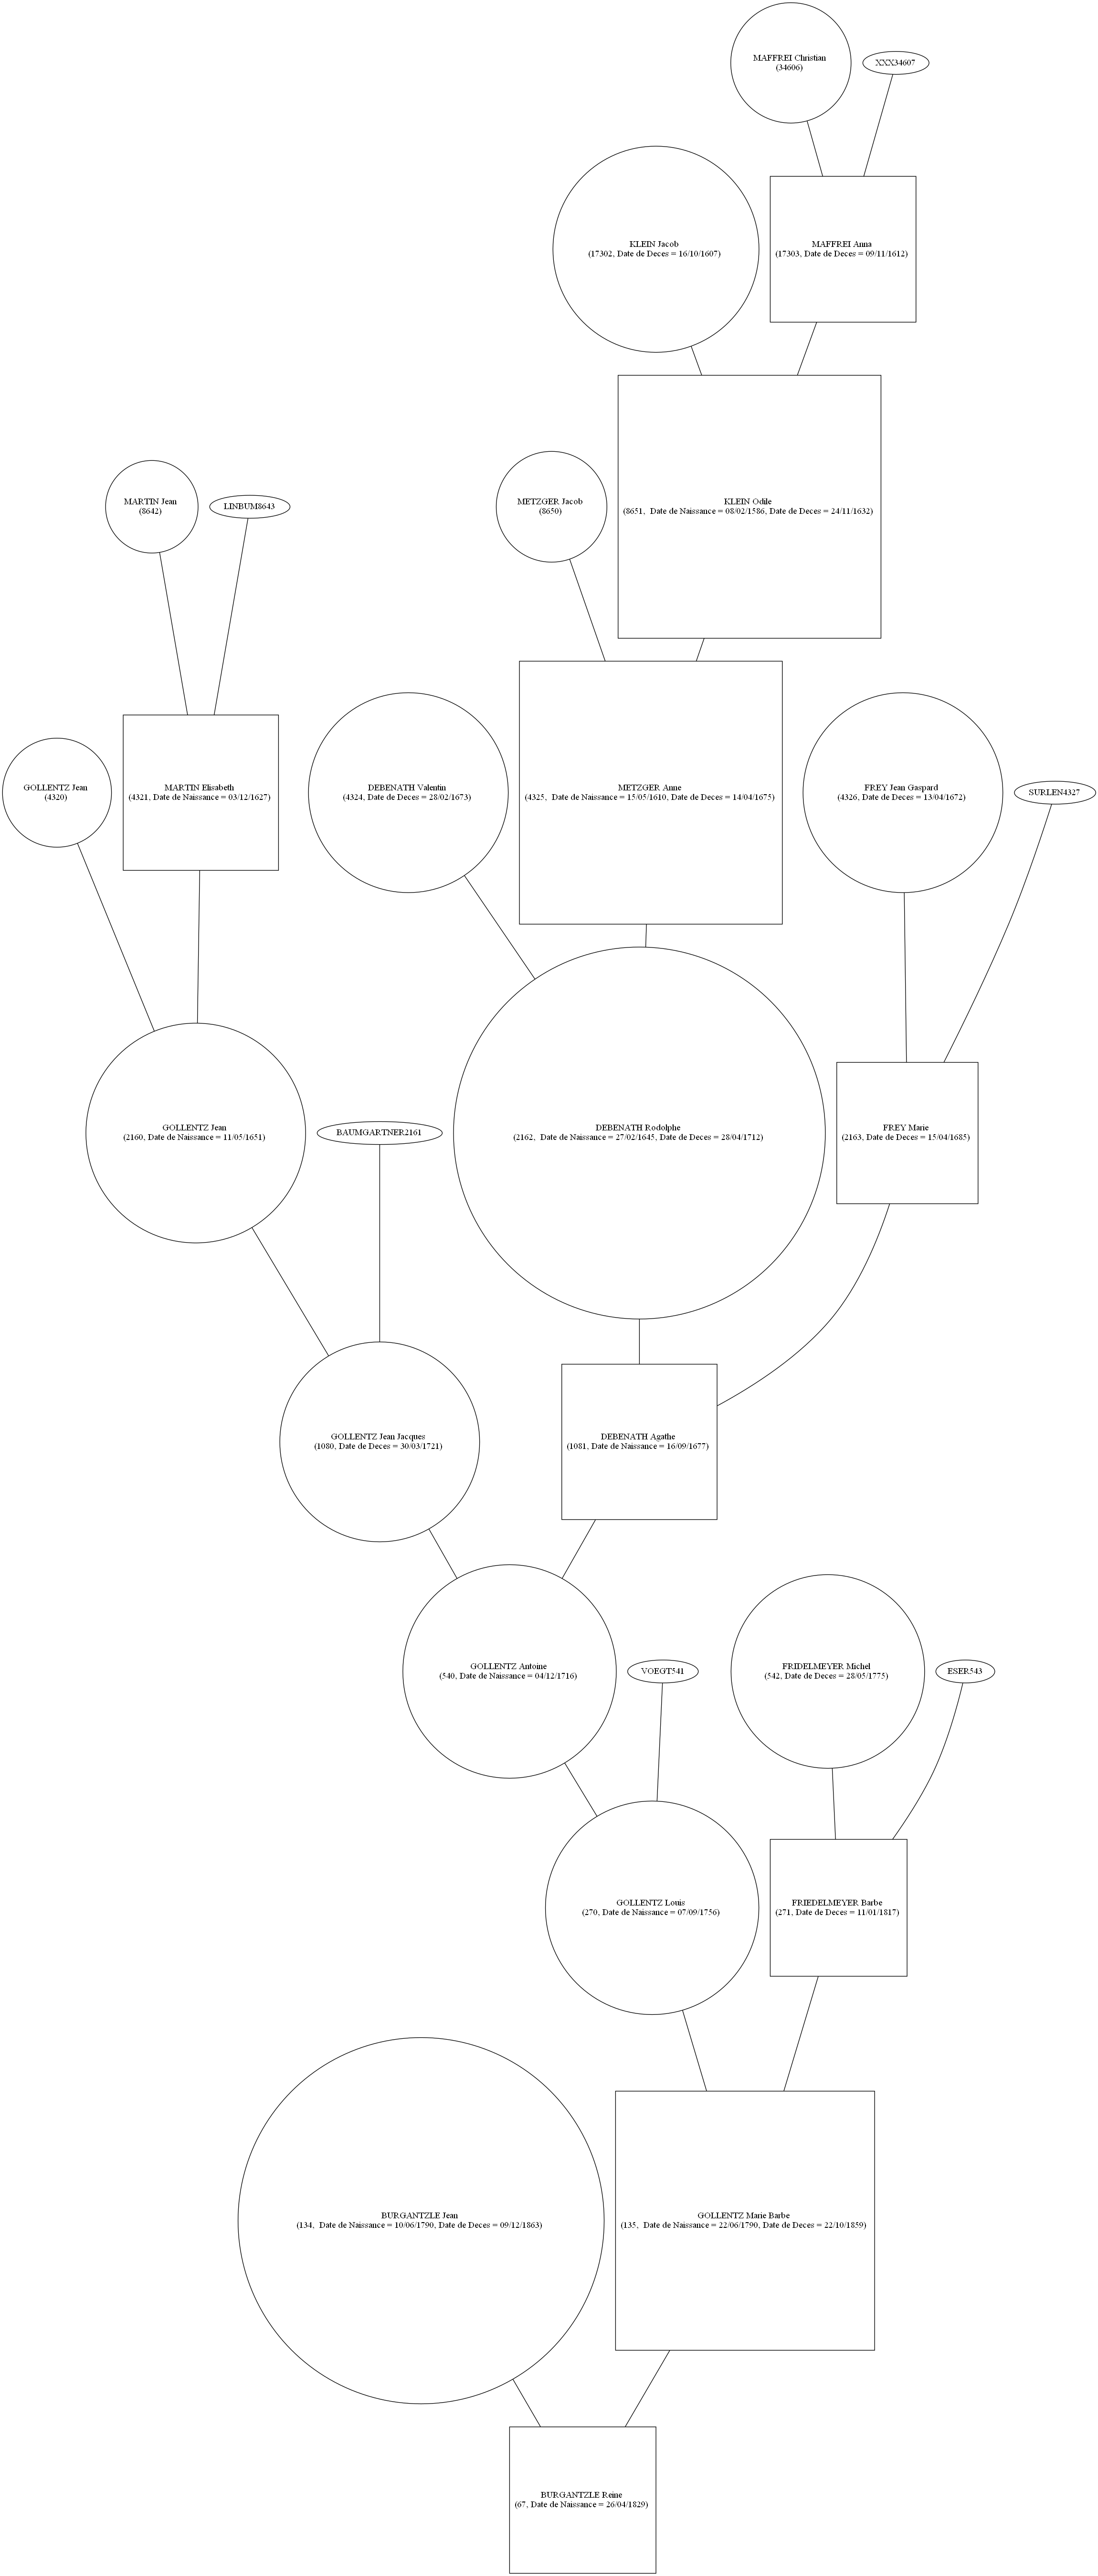 MAFFREI Christian
(34606)
XXX34607
KLEIN Jacob
(17302, Date de Deces = 16/10/1607)
MAFFREI Anna
(17303, Date de Deces = 09/11/1612)
MARTIN Jean
(8642)
LINBUM8643
METZGER Jacob
(8650)
KLEIN Odile
(8651,  Date de Naissance = 08/02/1586, Date de Deces = 24/11/1632)
GOLLENTZ Jean
(4320)
MARTIN Elisabeth
(4321, Date de Naissance = 03/12/1627)
DEBENATH Valentin
(4324, Date de Deces = 28/02/1673)
METZGER Anne
(4325,  Date de Naissance = 15/05/1610, Date de Deces = 14/04/1675)
FREY Jean Gaspard
(4326, Date de Deces = 13/04/1672)
SURLEN4327
GOLLENTZ Jean
(2160, Date de Naissance = 11/05/1651)
BAUMGARTNER2161
DEBENATH Rodolphe
(2162,  Date de Naissance = 27/02/1645, Date de Deces = 28/04/1712)
FREY Marie
(2163, Date de Deces = 15/04/1685)
GOLLENTZ Jean Jacques
(1080, Date de Deces = 30/03/1721)
DEBENATH Agathe
(1081, Date de Naissance = 16/09/1677)
GOLLENTZ Antoine
(540, Date de Naissance = 04/12/1716)
VOEGT541
FRIDELMEYER Michel
(542, Date de Deces = 28/05/1775)
ESER543
GOLLENTZ Louis
(270, Date de Naissance = 07/09/1756)
FRIEDELMEYER Barbe
(271, Date de Deces = 11/01/1817)
BURGANTZLE Jean
(134,  Date de Naissance = 10/06/1790, Date de Deces = 09/12/1863)
GOLLENTZ Marie Barbe
(135,  Date de Naissance = 22/06/1790, Date de Deces = 22/10/1859)
BURGANTZLE Reine
(67, Date de Naissance = 26/04/1829)